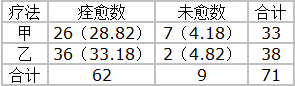 疗法 痊愈数 未愈数 合计
甲 26（28.82） 7（4.18） 33
乙 36（33.18） 2（4.82） 38
合计 62 9 71